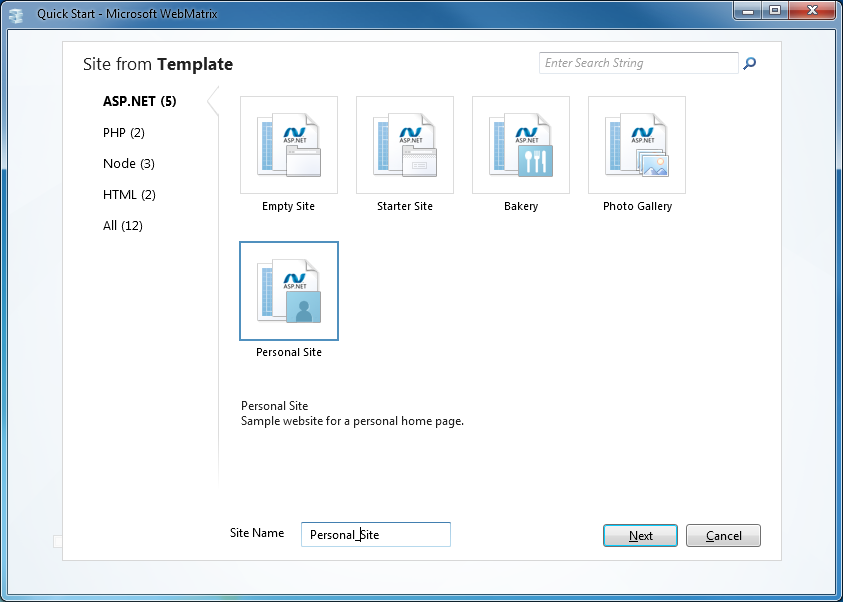 Quick Start - Microsoft WebMatrix
Site from Template
Enter Search String
ASP.NET (5)
PHP (2)
Node (3)
HTML (2)
All (12)
ASP.NET
ASP.NET
ASP.NET
ASP.NET
Empty Site
Starter Site
Bakery
Photo Gallery
ASP.NET
Personal Site
Personal Site
Sample website for a personal home page.
Site Name
Personal_Site
Next
Cancel